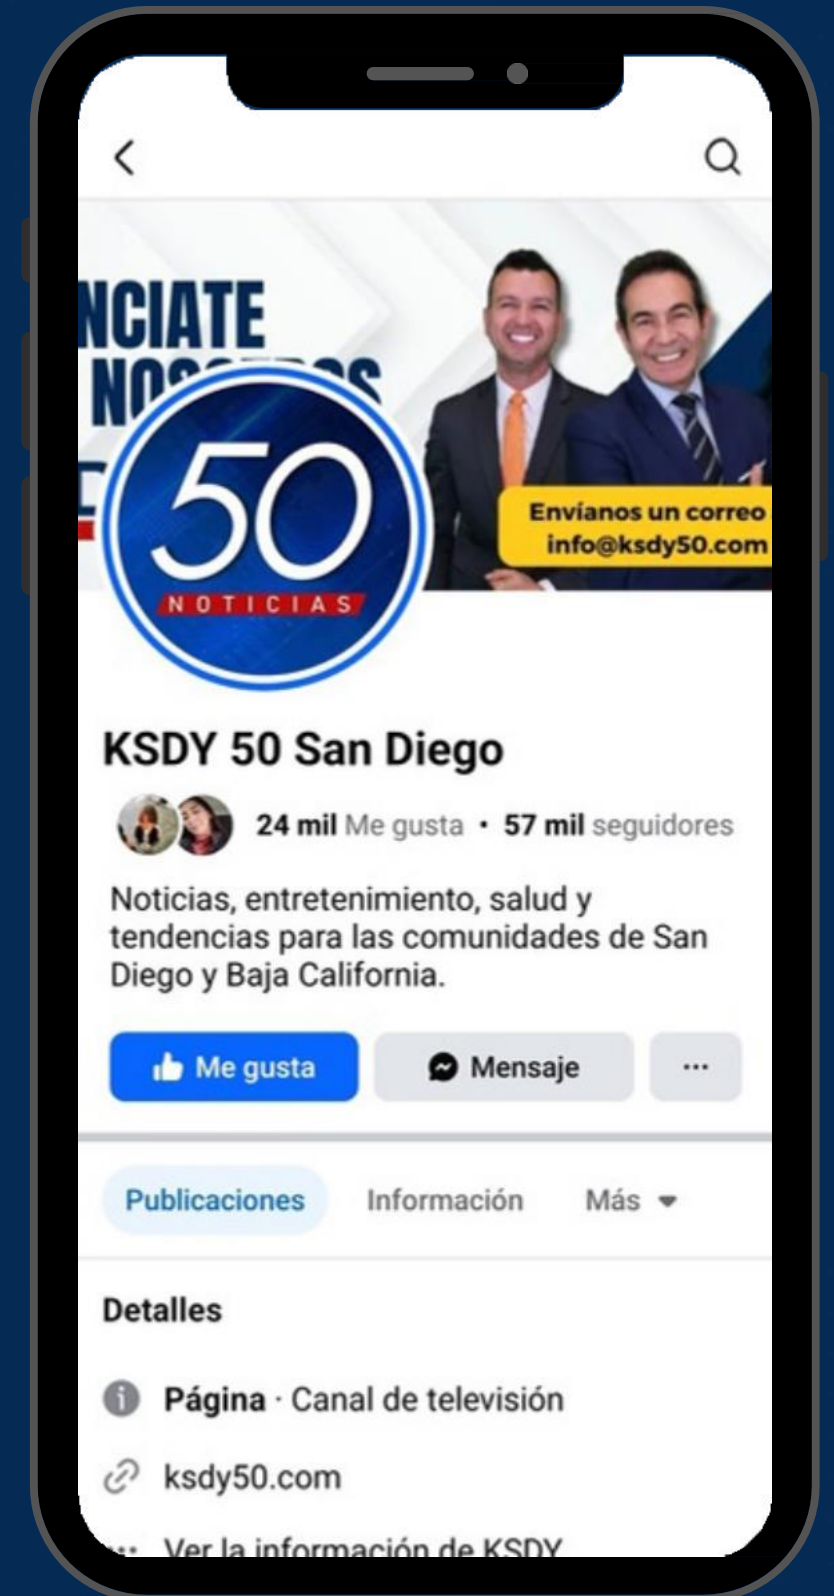 NCIATE
NOSOTROS
50
NOTICIAS
Envíanos un correo
info@ksdy50.com
KSDY 50 San Diego
24 mil Me gusta · 57 mil seguidores
Noticias, entretenimiento, salud y
tendencias para las comunidades de San
Diego y Baja California.
Me gusta
Mensaje
...
Publicaciones
Información
Más
Detalles
Página · Canal de televisión
ksdy50.com
... Ver la información de KSDY